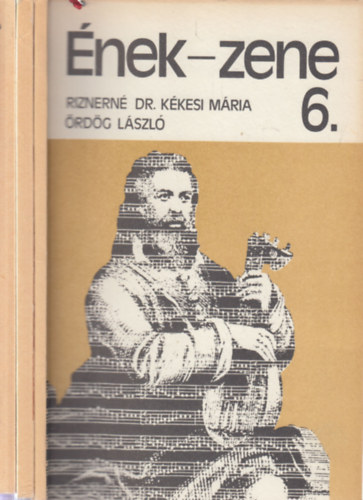 Ének–zene
RIZNERNÉ DR. KÉKESI MÁRIA
ÖRDÖG LÁSZLÓ
6.